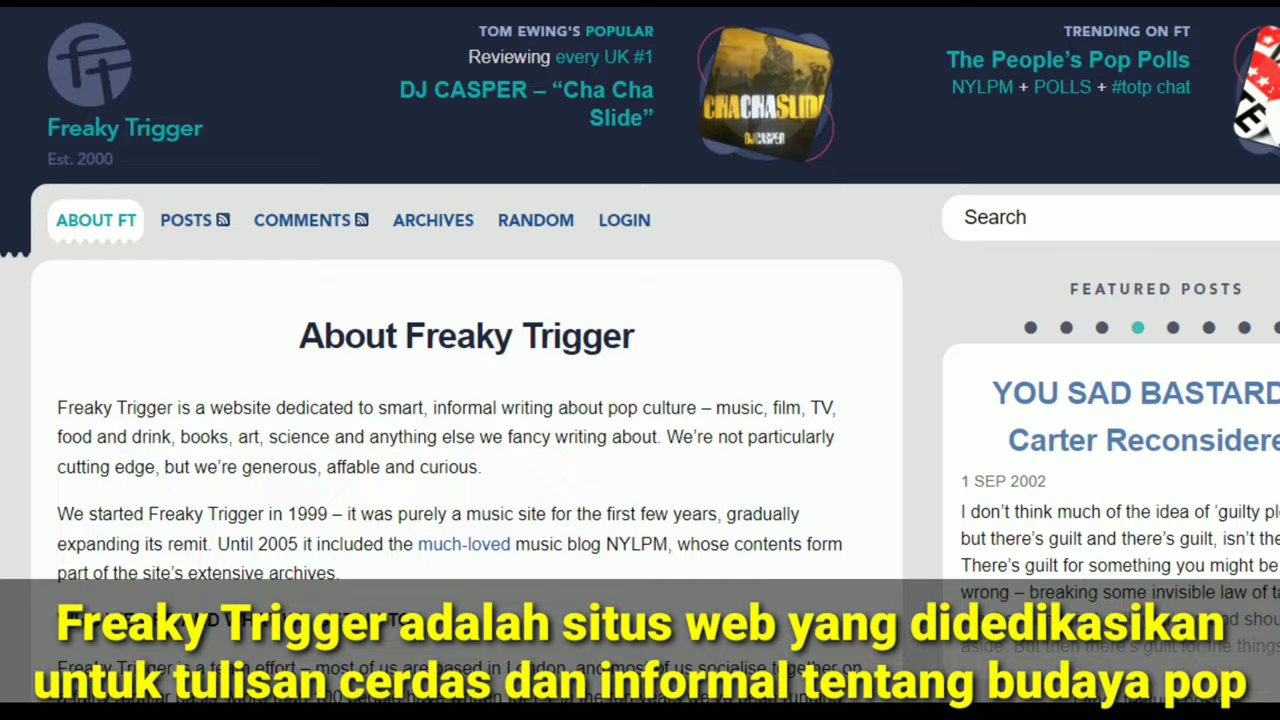 TOM EWING'S POPULAR
Reviewing every UK #1
DJ CASPER – “Cha Cha
Slide”
CHACHASLIDE
DJCASPER
TRENDING ON FT
The People’s Pop Polls
NYLPM + POLLS + #totp chat
FT
Freaky Trigger
Est. 2000
ABOUT FT
POSTS
COMMENTS
ARCHIVES
RANDOM
LOGIN
Search
About Freaky Trigger
Freaky Trigger is a website dedicated to smart, informal writing about pop culture – music, film, TV,
food and drink, books, art, science and anything else we fancy writing about. We’re not particularly
cutting edge, but we’re generous, affable and curious.
We started Freaky Trigger in 1999 – it was purely a music site for the first few years, gradually
expanding its remit. Until 2005 it included the much-loved music blog NYLPM, whose contents form
part of the site’s extensive archives.
FEATURED POSTS
YOU SAD BASTARD
Carter Reconsidere
1 SEP 2002
I don’t think much of the idea of ‘guilty ple
but there’s guilt and there’s guilt, isn’t the
There’s guilt for something you might be
wrong – breaking some invisible law of ta
Freaky Trigger adalah situs web yang didedikasikan
untuk tulisan cerdas dan informal tentang budaya pop